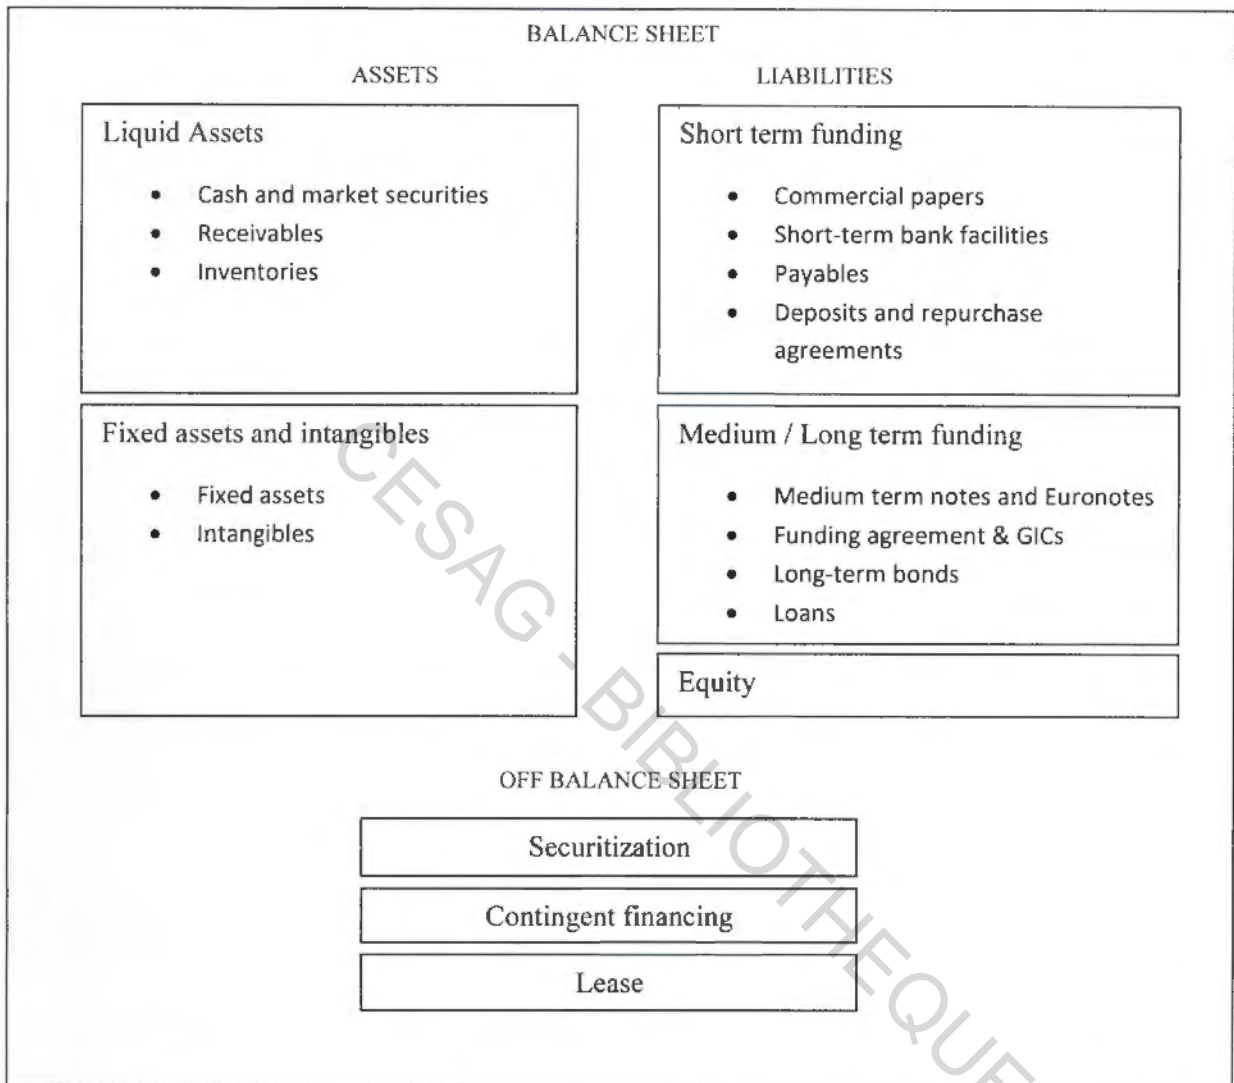 BALANCE SHEET
ASSETS
LIABILITIES
Liquid Assets
• Cash and market securities
• Receivables
• Inventories
Short term funding
• Commercial papers
• Short-term bank facilities
• Payables
• Deposits and repurchase
agreements
Fixed assets and intangibles
• Fixed assets
• Intangibles
Medium / Long term funding
• Medium term notes and Euronotes
• Funding agreement & GICs
• Long-term bonds
• Loans
Equity
OFF BALANCE SHEET
Securitization
Contingent financing
Lease
CESAG - BIBLIOTHEQUE